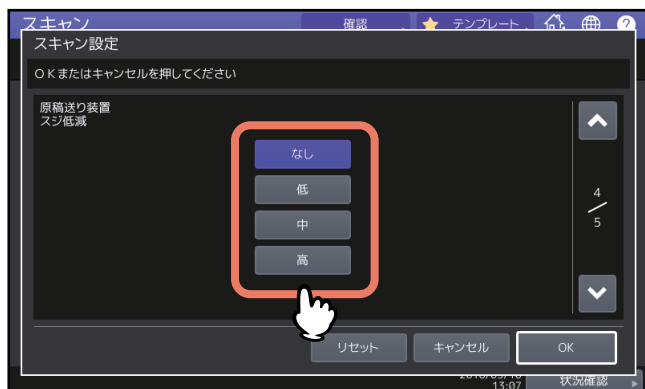 スキャン
確認
テンプレート
?
スキャン設定
OKまたはキャンセルを押してください
原稿送り装置
スジ低減
なし
低
中
高
4
5
リセット
キャンセル
OK
13:07
状況確認